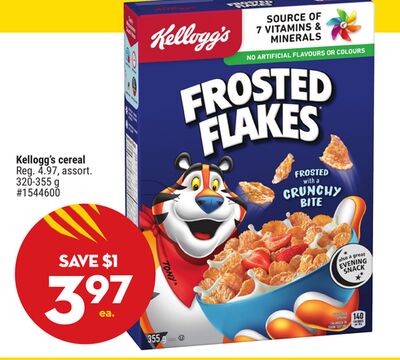 Kellogg's
SOURCE OF
7 VITAMINS &
MINERALS
NO ARTIFICIAL FLAVOURS OR COLOURS
FROSTED
FLAKES
FROSTED
with a
CRUNCHY
BITE
Kellogg's cereal
Reg. 4.97, assort.
320-355 g
#1544600
SAVE $1
3 97
ea.
TONY
also a great
EVENING
SNACK
355 g
140